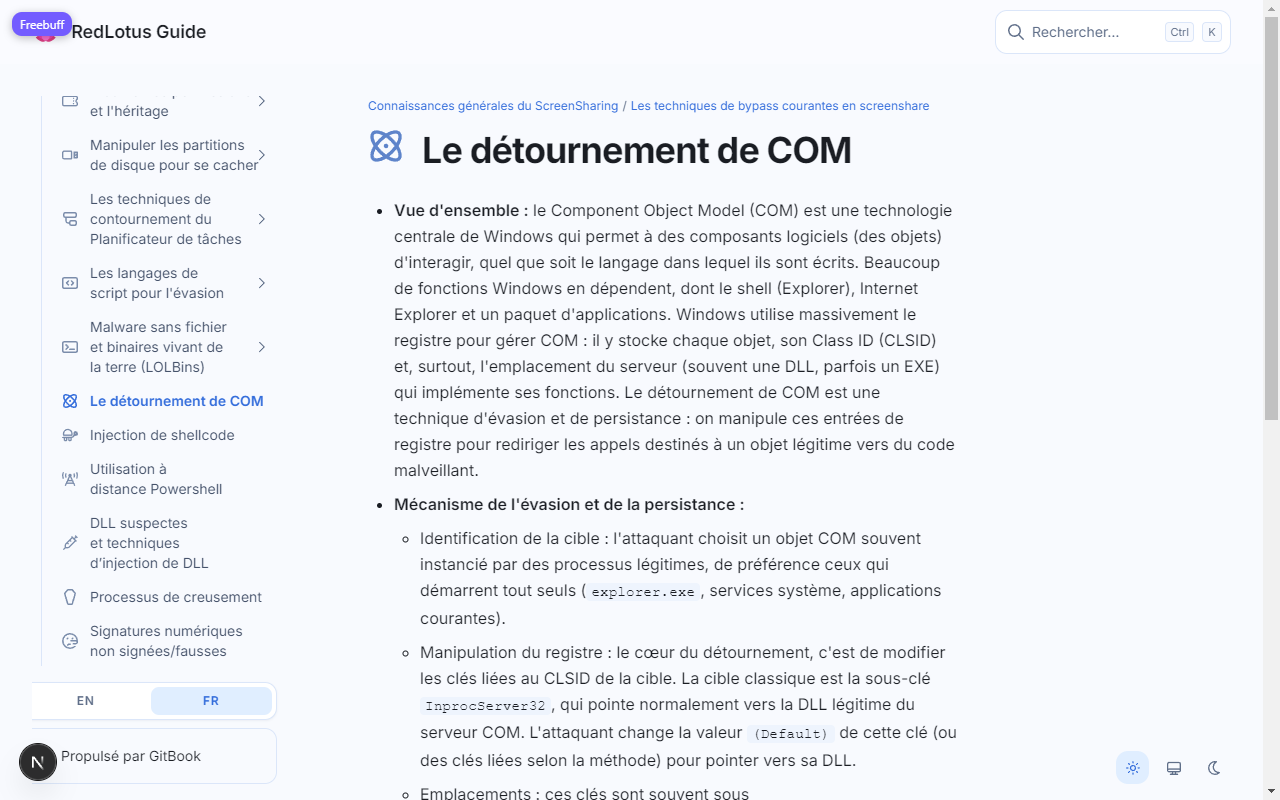 Freebuff
RedLotus Guide
Rechercher...
Ctrl
K
et l'héritage
Manipuler les partitions
de disque pour se cacher
Les techniques de
contournement du
Planificateur de tâches
Les langages de
script pour l'évasion
Malware sans fichier
et binaires vivant de
la terre (LOLBins)
Le détournement de COM
Injection de shellcode
Utilisation à
distance Powershell
DLL suspectes
et techniques
d'injection de DLL
Processus de creusement
Signatures numériques
non signées/fausses
EN
FR
N
Propulsé par GitBook
Connaissances générales du ScreenSharing / Les techniques de bypass courantes en screenshare
Le détournement de COM
Vue d'ensemble : le Component Object Model (COM) est une technologie
centrale de Windows qui permet à des composants logiciels (des objets)
d'interagir, quel que soit le langage dans lequel ils sont écrits. Beaucoup
de fonctions Windows en dépendent, dont le shell (Explorer), Internet
Explorer et un paquet d'applications. Windows utilise massivement le
registre pour gérer COM : il y stocke chaque objet, son Class ID (CLSID)
et, surtout, l'emplacement du serveur (souvent une DLL, parfois un EXE)
qui implémente ses fonctions. Le détournement de COM est une
technique d'évasion et de persistance : on manipule ces entrées de
registre pour rediriger les appels destinés à un objet légitime vers du code
malveillant.
Mécanisme de l'évasion et de la persistance :
Identification de la cible : l'attaquant choisit un objet COM souvent
instancié par des processus légitimes, de préférence ceux qui
démarrent tout seuls (explorer.exe, services système, applications
courantes).
Manipulation du registre : le cœur du détournement, c'est de modifier
les clés liées au CLSID de la cible. La cible classique est la sous-clé
InprocServer32, qui pointe normalement vers la DLL légitime du
serveur COM. L'attaquant change la valeur (Default) de cette clé (ou
des clés liées selon la méthode) pour pointer vers sa DLL.
Emplacements : ces clés sont souvent sous